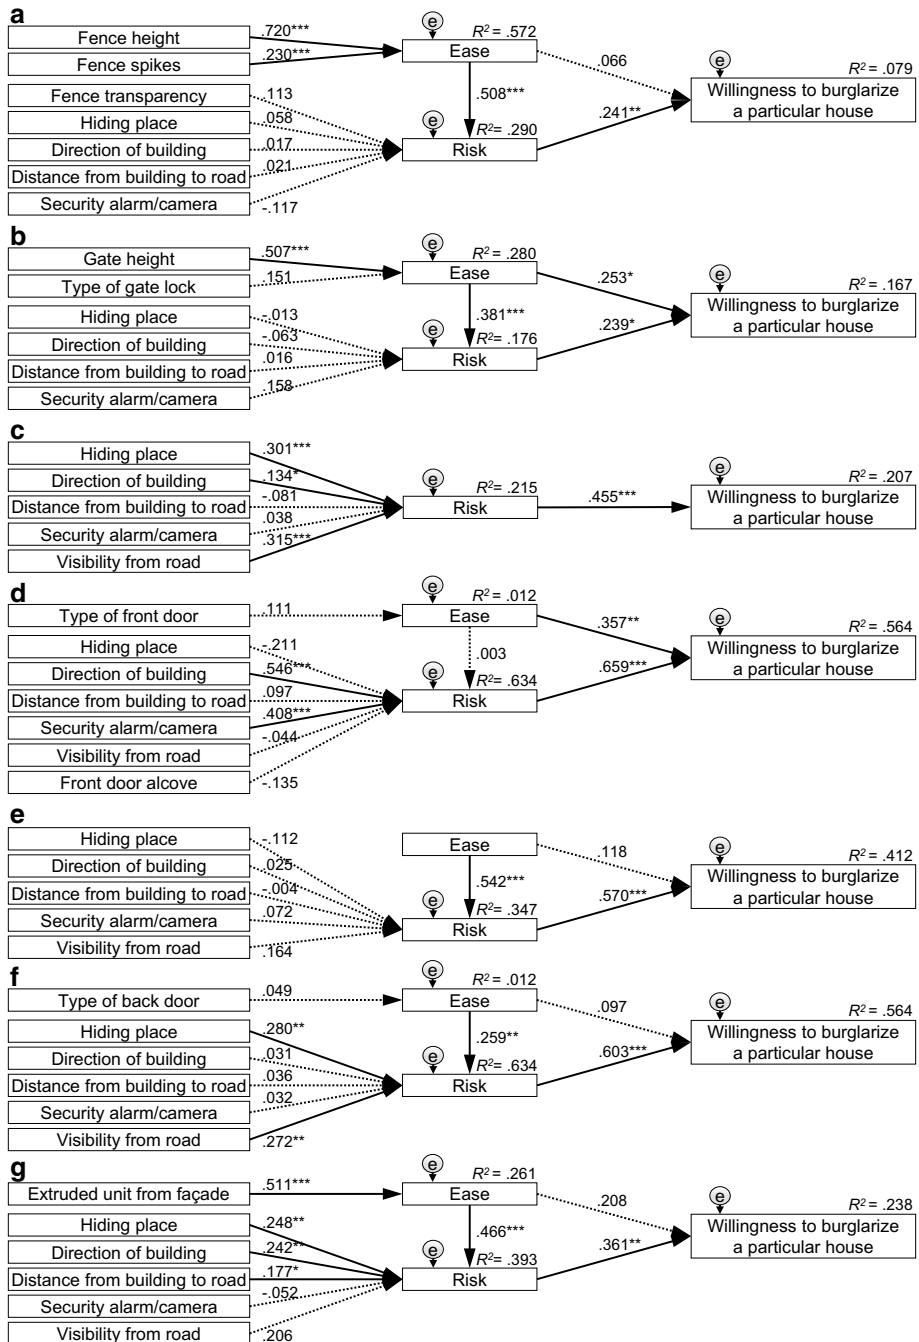 a
Fence height
.720***
Fence spikes
.230***
e
R² = .572
Ease
.066
e
R² = .079
Willingness to burglarize
a particular house
Fence transparency
.113
Hiding place
.058
Direction of building
.017
Distance from building to road
.021
Security alarm/camera
-.117
.508***
e
R² = .290
Risk
.241**
b
Gate height
.507***
Type of gate lock
.151
e
R² = .280
Ease
.253*
e
R² = .167
Willingness to burglarize
a particular house
Hiding place
-.013
Direction of building
-.063
Distance from building to road
.016
Security alarm/camera
.158
.381***
e
R² = .176
Risk
.239*
c
Hiding place
.301***
Direction of building
.134*
Distance from building to road
-.081
Security alarm/camera
.038
Visibility from road
.315***
e
R² = .215
Risk
.455***
e
R² = .207
Willingness to burglarize
a particular house
d
Type of front door
.111
e
R² = .012
Ease
.357**
e
R² = .564
Willingness to burglarize
a particular house
Hiding place
-.211
Direction of building
.546***
Distance from building to road
.097
Security alarm/camera
.408***
Visibility from road
-.044
Front door alcove
-.135
.003
e
R² = .634
Risk
.659***
e
Hiding place
-.112
Direction of building
.025
Distance from building to road
-.004
Security alarm/camera
.072
Visibility from road
.164
Ease
.118
.542***
e
R² = .347
Risk
.570***
e
R² = .412
Willingness to burglarize
a particular house
f
Type of back door
.049
e
R² = .012
Ease
.097
e
R² = .564
Willingness to burglarize
a particular house
Hiding place
.280**
Direction of building
.031
Distance from building to road
.036
Security alarm/camera
.032
Visibility from road
.272**
.259**
e
R² = .634
Risk
.603***
g
Extruded unit from façade
.511***
e
R² = .261
Ease
.208
e
R² = .238
Willingness to burglarize
a particular house
Hiding place
.248**
Direction of building
.242**
Distance from building to road
.177*
Security alarm/camera
-.052
Visibility from road
.206
.466***
e
R² = .393
Risk
.361**